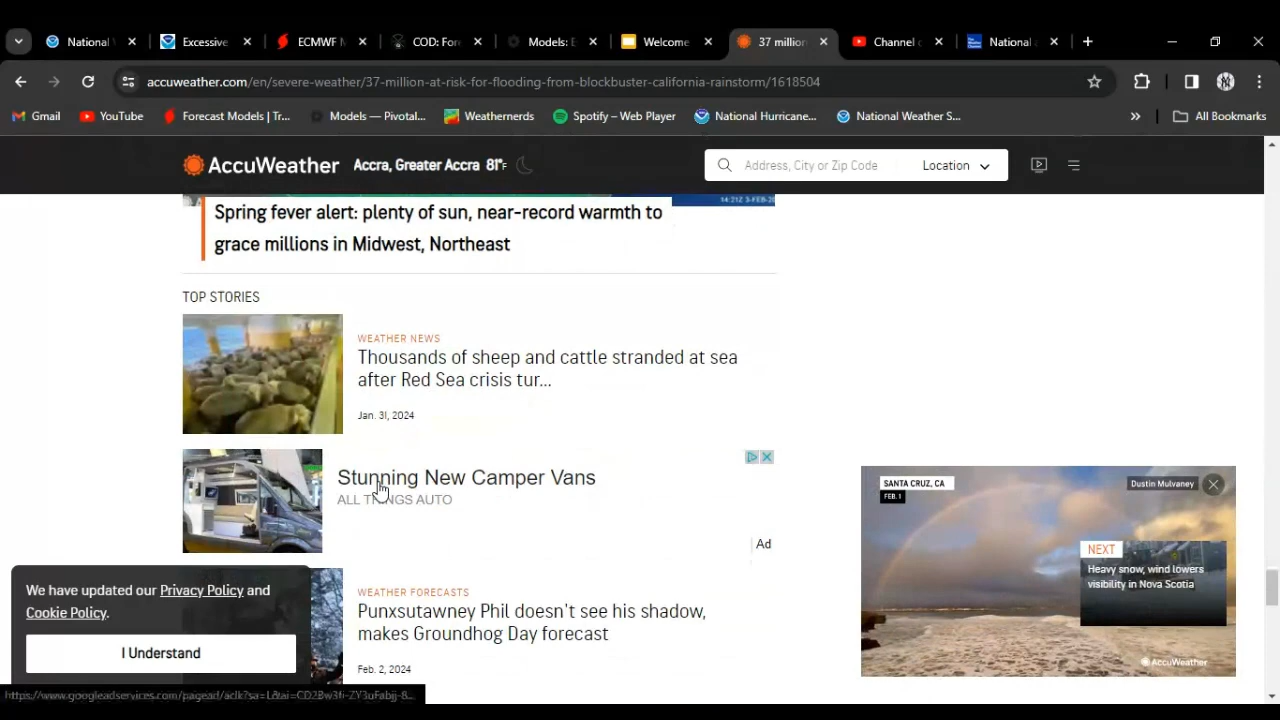 National
Excessive
ECMWF M
COD: For
Models: E
Welcome
37 million
Channel
National
accuweather.com/en/severe-weather/37-million-at-risk-for-flooding-from-blockbuster-california-rainstorm/1618504
Gmail
YouTube
Forecast Models | Tr...
Models — Pivotal...
Weathernerds
Spotify – Web Player
National Hurricane...
National Weather S...
All Bookmarks
AccuWeather
Accra, Greater Accra 81°F
Address, City or Zip Code
Location
Spring fever alert: plenty of sun, near-record warmth to
grace millions in Midwest, Northeast
TOP STORIES
WEATHER NEWS
Thousands of sheep and cattle stranded at sea
after Red Sea crisis tur...
Jan. 31, 2024
Stunning New Camper Vans
ALL THINGS AUTO
Ad
WEATHER FORECASTS
Punxsutawney Phil doesn't see his shadow,
makes Groundhog Day forecast
Feb. 2, 2024
SANTA CRUZ, CA
FEB. 1
Dustin Mulvaney
NEXT
Heavy snow, wind lowers
visibility in Nova Scotia
AccuWeather
We have updated our Privacy Policy and
Cookie Policy.
I Understand